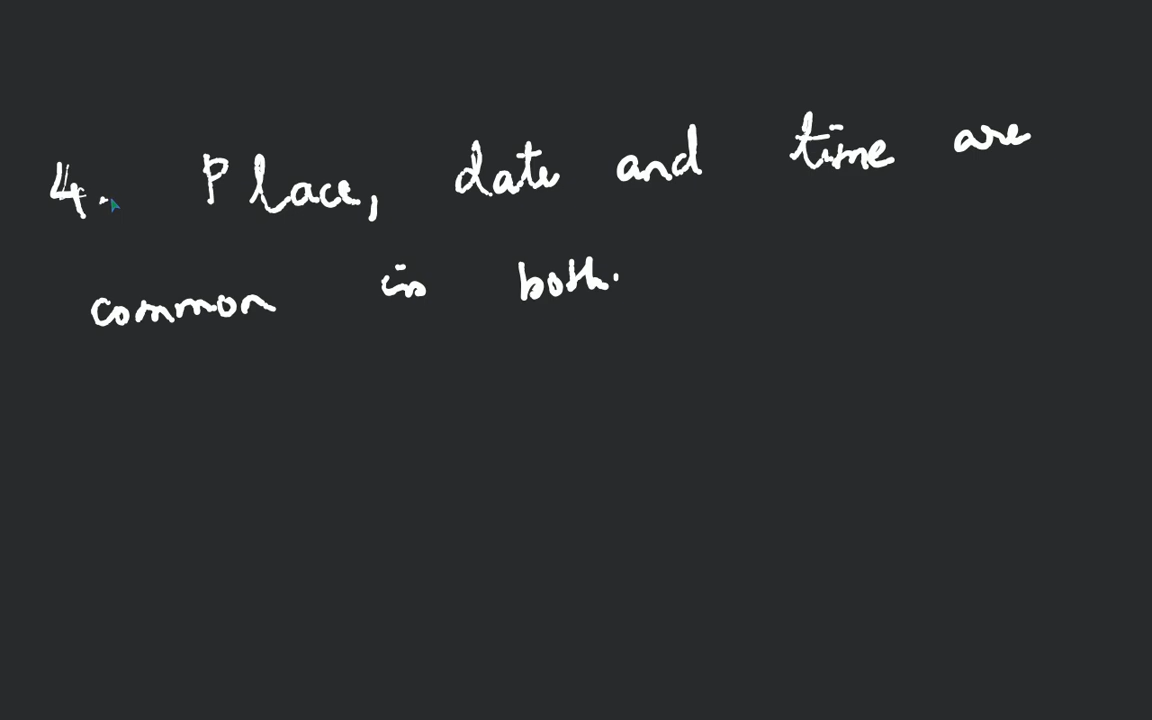 4. Place, date and time are
common in both.